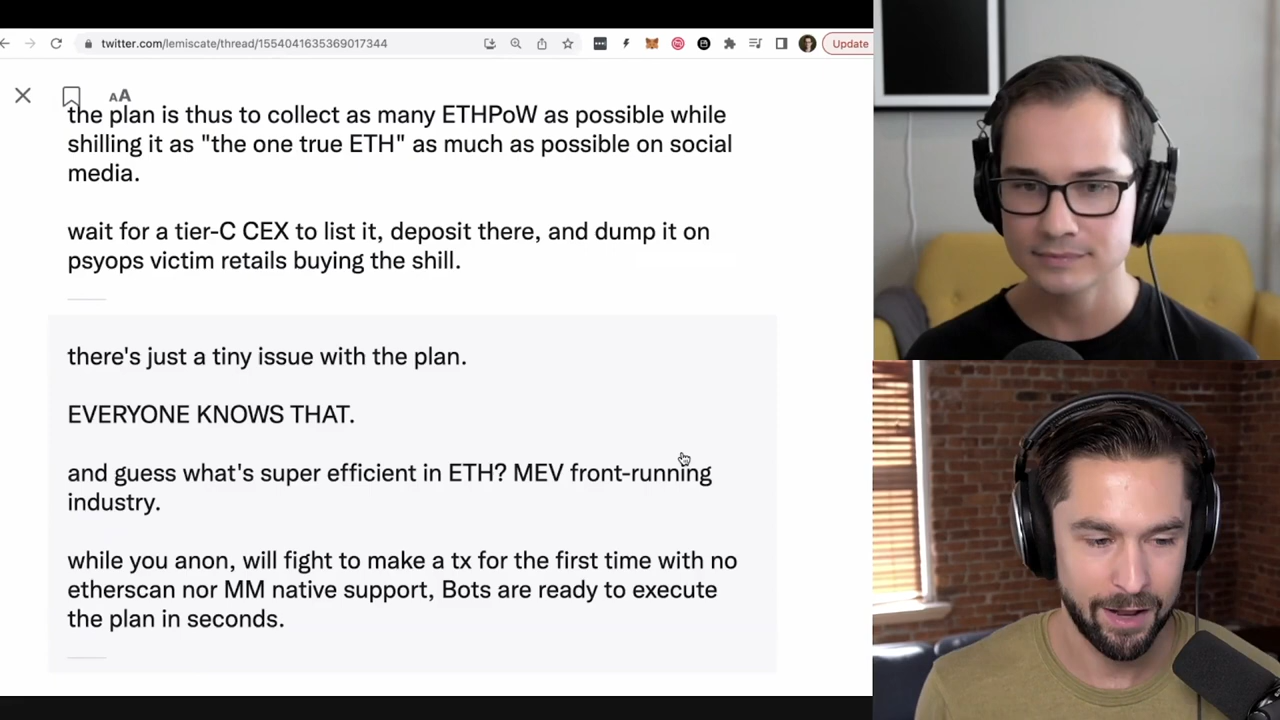 twitter.com/lemiscate/thread/1554041635369017344
Update
AA
the plan is thus to collect as many ETHPoW as possible while
shilling it as "the one true ETH" as much as possible on social
media.
wait for a tier-C CEX to list it, deposit there, and dump it on
psyops victim retails buying the shill.
there's just a tiny issue with the plan.
EVERYONE KNOWS THAT.
and guess what's super efficient in ETH? MEV front-running
industry.
while you anon, will fight to make a tx for the first time with no
etherscan nor MM native support, Bots are ready to execute
the plan in seconds.